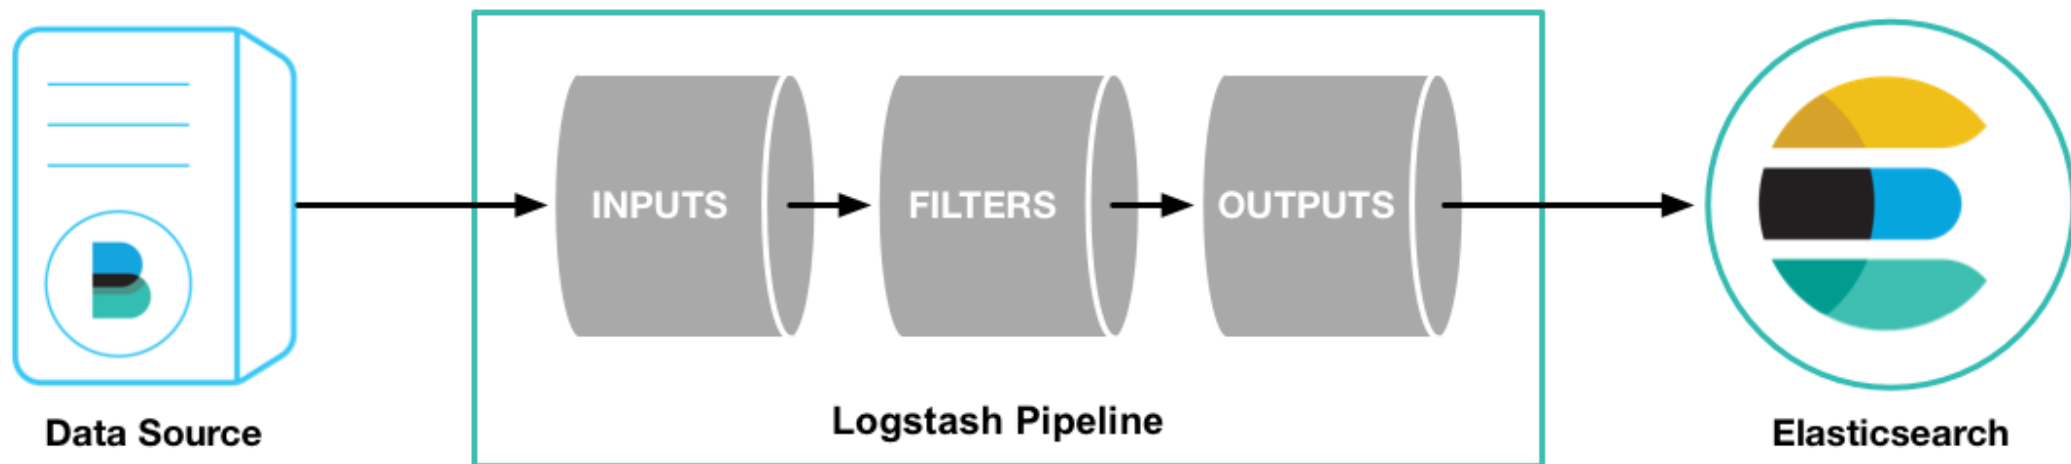 INPUTS
FILTERS
OUTPUTS
Data Source
Logstash Pipeline
Elasticsearch